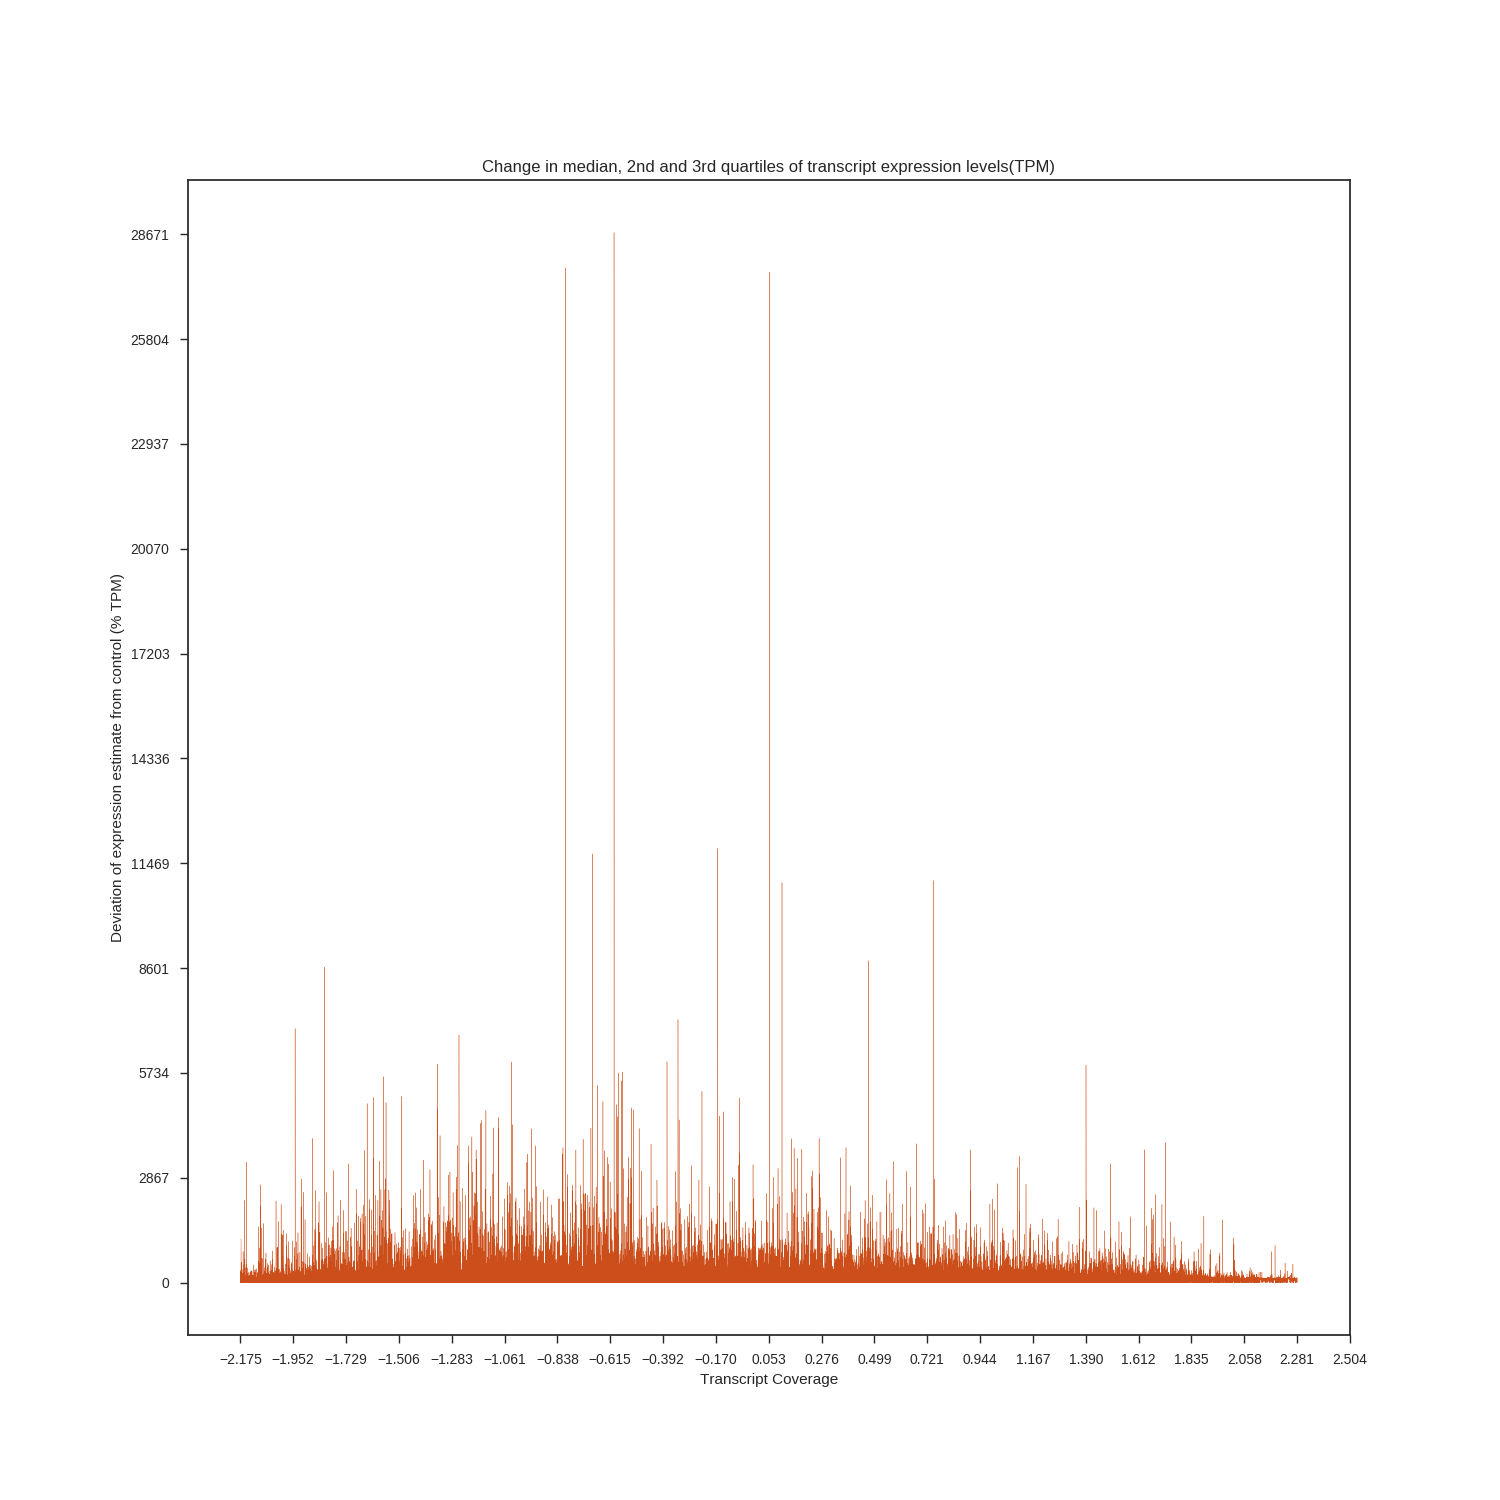 Change in median, 2nd and 3rd quartiles of transcript expression levels(TPM)
28671
25804
22937
20070
17203
14336
11469
8601
5734
2867
0
Deviation of expression estimate from control (% TPM)
−2.175 −1.952 −1.729 −1.506 −1.283 −1.061 −0.838 −0.615 −0.392 −0.170 0.053 0.276 0.499 0.721 0.944 1.167 1.390 1.612 1.835 2.058 2.281 2.504
Transcript Coverage